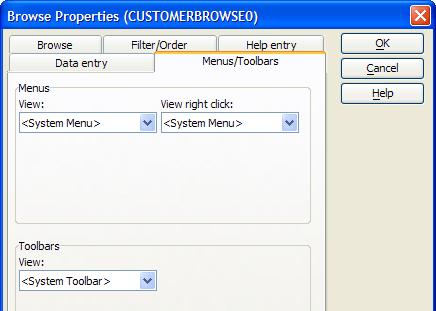 Browse Properties (CUSTOMERBROWSE0)
Browse Filter/Order Help entry
Data entry Menus/Toolbars
OK
Cancel
Help
Menus
View: View right click:
<System Menu> <System Menu>
Toolbars
View:
<System Toolbar>